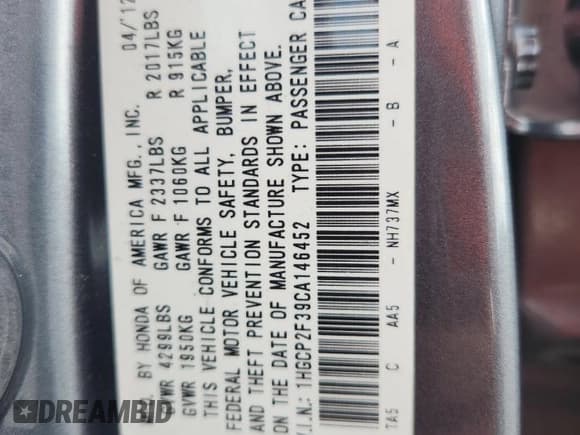 D. BY HONDA OF AMERICA MFG., INC. 04/12
GVWR 4299LBS GAWR F 2337LBS R 2017LBS
GVWR 1950KG GAWR F 1060KG R 915KG
THIS VEHICLE CONFORMS TO ALL APPLICABLE
FEDERAL MOTOR VEHICLE SAFETY, BUMPER,
AND THEFT PREVENTION STANDARDS IN EFFECT
ON THE DATE OF MANUFACTURE SHOWN ABOVE.
V.I.N.: 1HGCP2F39CA146452 TYPE: PASSENGER CA
TA5 C AA5 - NH737MX - B - A
DREAMBID